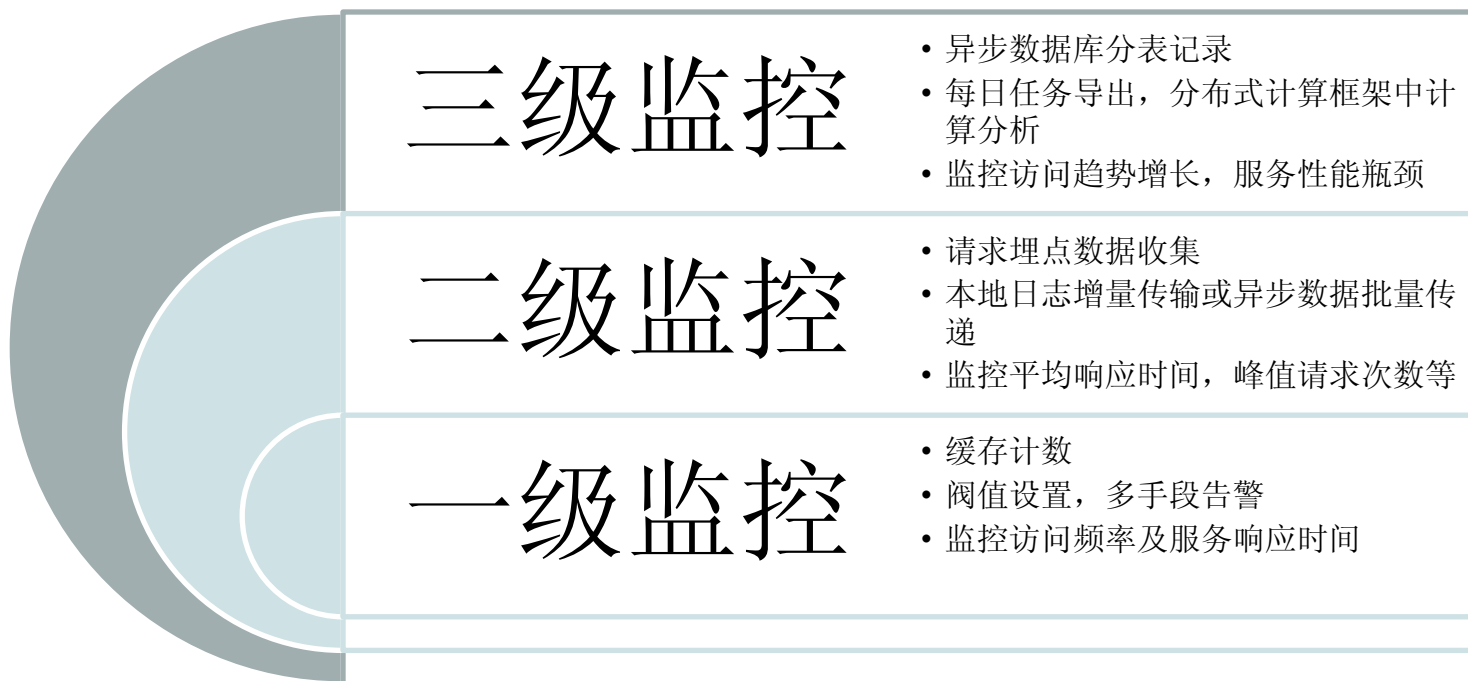 三级监控
• 异步数据库分表记录
• 每日任务导出，分布式计算框架中计
算分析
• 监控访问趋势增长，服务性能瓶颈
二级监控
• 请求埋点数据收集
• 本地日志增量传输或异步数据批量传
递
• 监控平均响应时间，峰值请求次数等
一级监控
• 缓存计数
• 阀值设置，多手段告警
• 监控访问频率及服务响应时间